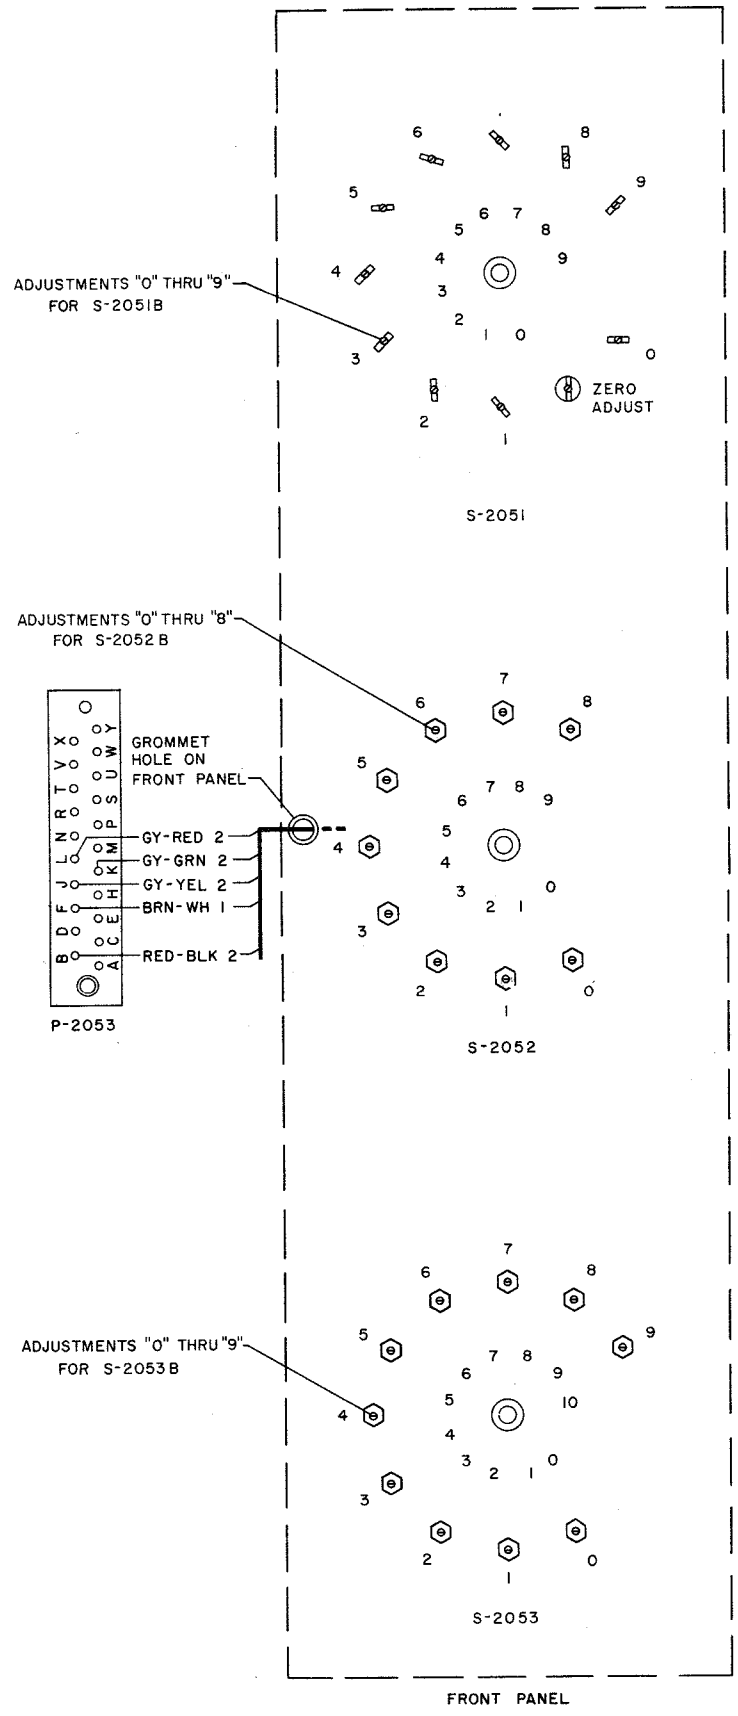 6
8
5
9
6 7
5 8
4 9
4
3
ADJUSTMENTS "0" THRU "9"
FOR S-2051B
2
1 0
3
0
ZERO
ADJUST
2
1
S-2051
ADJUSTMENTS "0" THRU "8"
FOR S-2052B
7
6
8
5
7 8
6 9
5
4
4
0
3
2 1
3
2
0
1
S-2052
GROMMET
HOLE ON
FRONT PANEL
X
Y
V
W
T
U
R
S
N
P
L
M
J
K
F
H
D
E
B
C
A
GY-RED 2
GY-GRN 2
GY-YEL 2
BRN-WH 1
RED-BLK 2
P-2053
7
6
8
5
9
ADJUSTMENTS "0" THRU "9"
FOR S-2053B
7 8
6 9
5 10
4
4
3 0
2 1
3
2
0
1
S-2053
FRONT PANEL